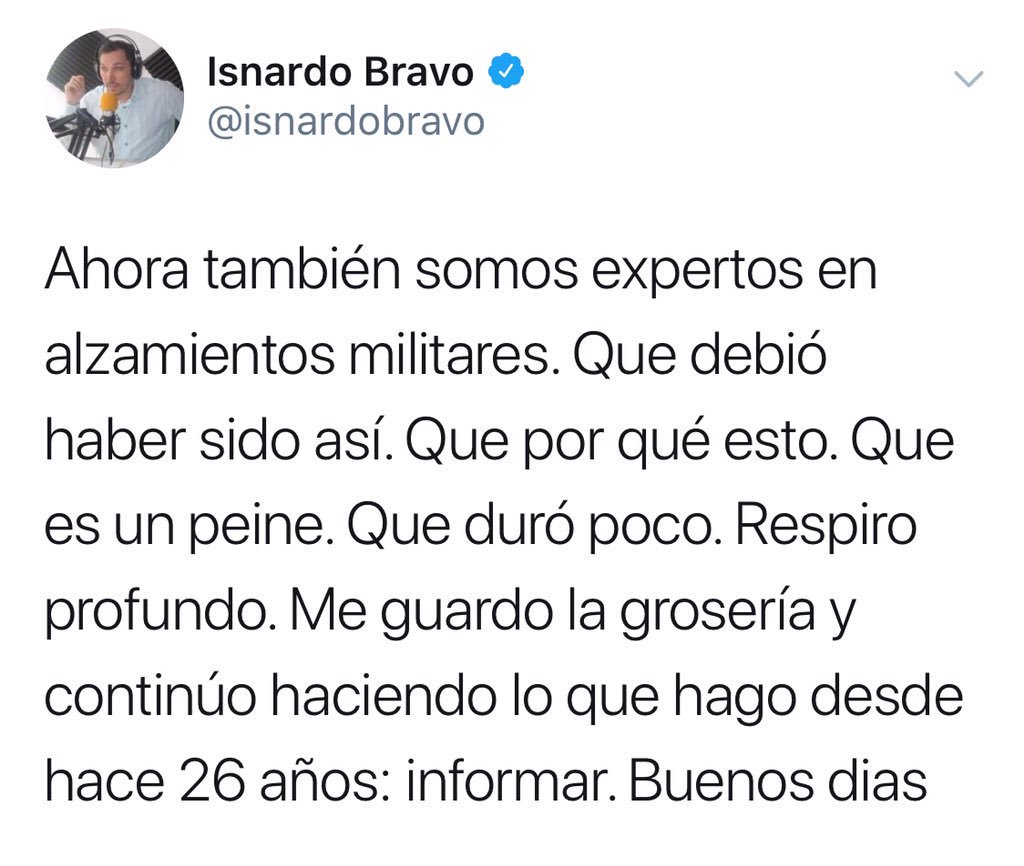 Isnardo Bravo
@isnardobravo
Ahora también somos expertos en
alzamientos militares. Que debió
haber sido así. Que por qué esto. Que
es un peine. Que duró poco. Respiro
profundo. Me guardo la grosería y
continúo haciendo lo que hago desde
hace 26 años: informar. Buenos dias